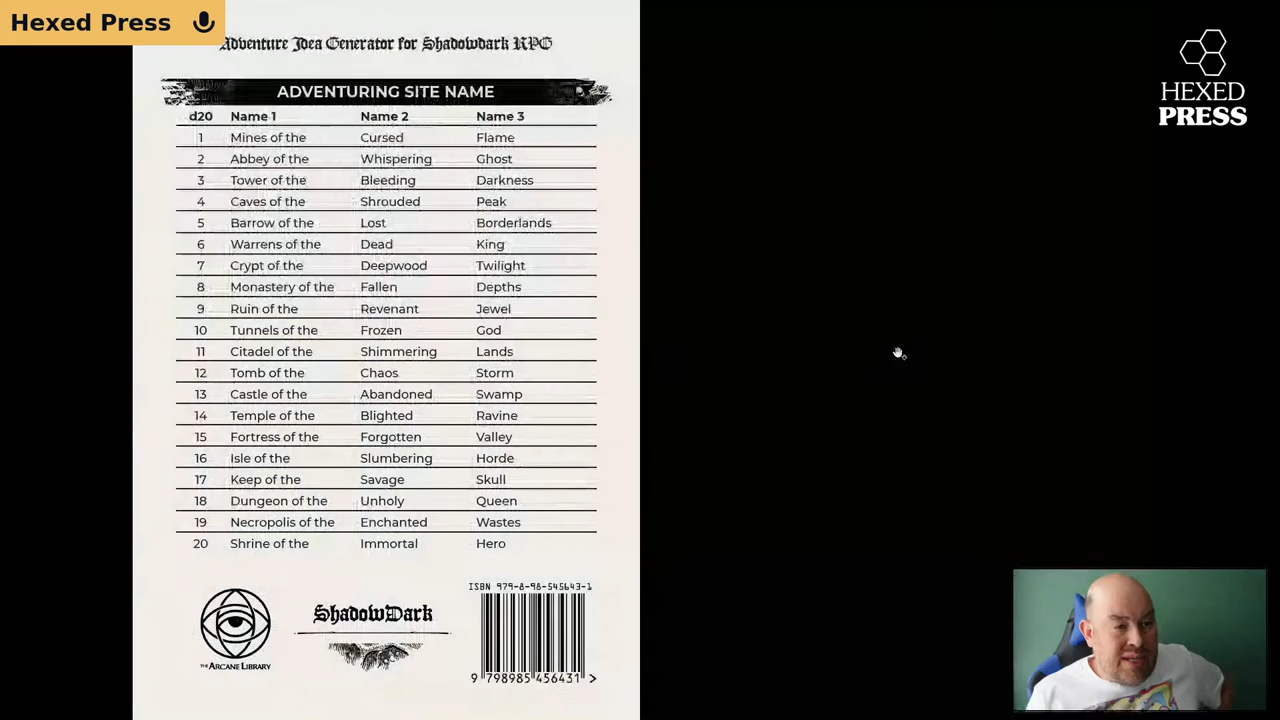 Hexed Press
Adventure Idea Generator for Shadowdark RPG
HEXED
PRESS
ADVENTURING SITE NAME
d20 Name 1 Name 2 Name 3
1 Mines of the Cursed Flame
2 Abbey of the Whispering Ghost
3 Tower of the Bleeding Darkness
4 Caves of the Shrouded Peak
5 Barrow of the Lost Borderlands
6 Warrens of the Dead King
7 Crypt of the Deepwood Twilight
8 Monastery of the Fallen Depths
9 Ruin of the Revenant Jewel
10 Tunnels of the Frozen God
11 Citadel of the Shimmering Lands
12 Tomb of the Chaos Storm
13 Castle of the Abandoned Swamp
14 Temple of the Blighted Ravine
15 Fortress of the Forgotten Valley
16 Isle of the Slumbering Horde
17 Keep of the Savage Skull
18 Dungeon of the Unholy Queen
19 Necropolis of the Enchanted Wastes
20 Shrine of the Immortal Hero
ISBN 979-8-98-545643-1
ShadowDark
THE ARCANE LIBRARY
9 798985 456431 >